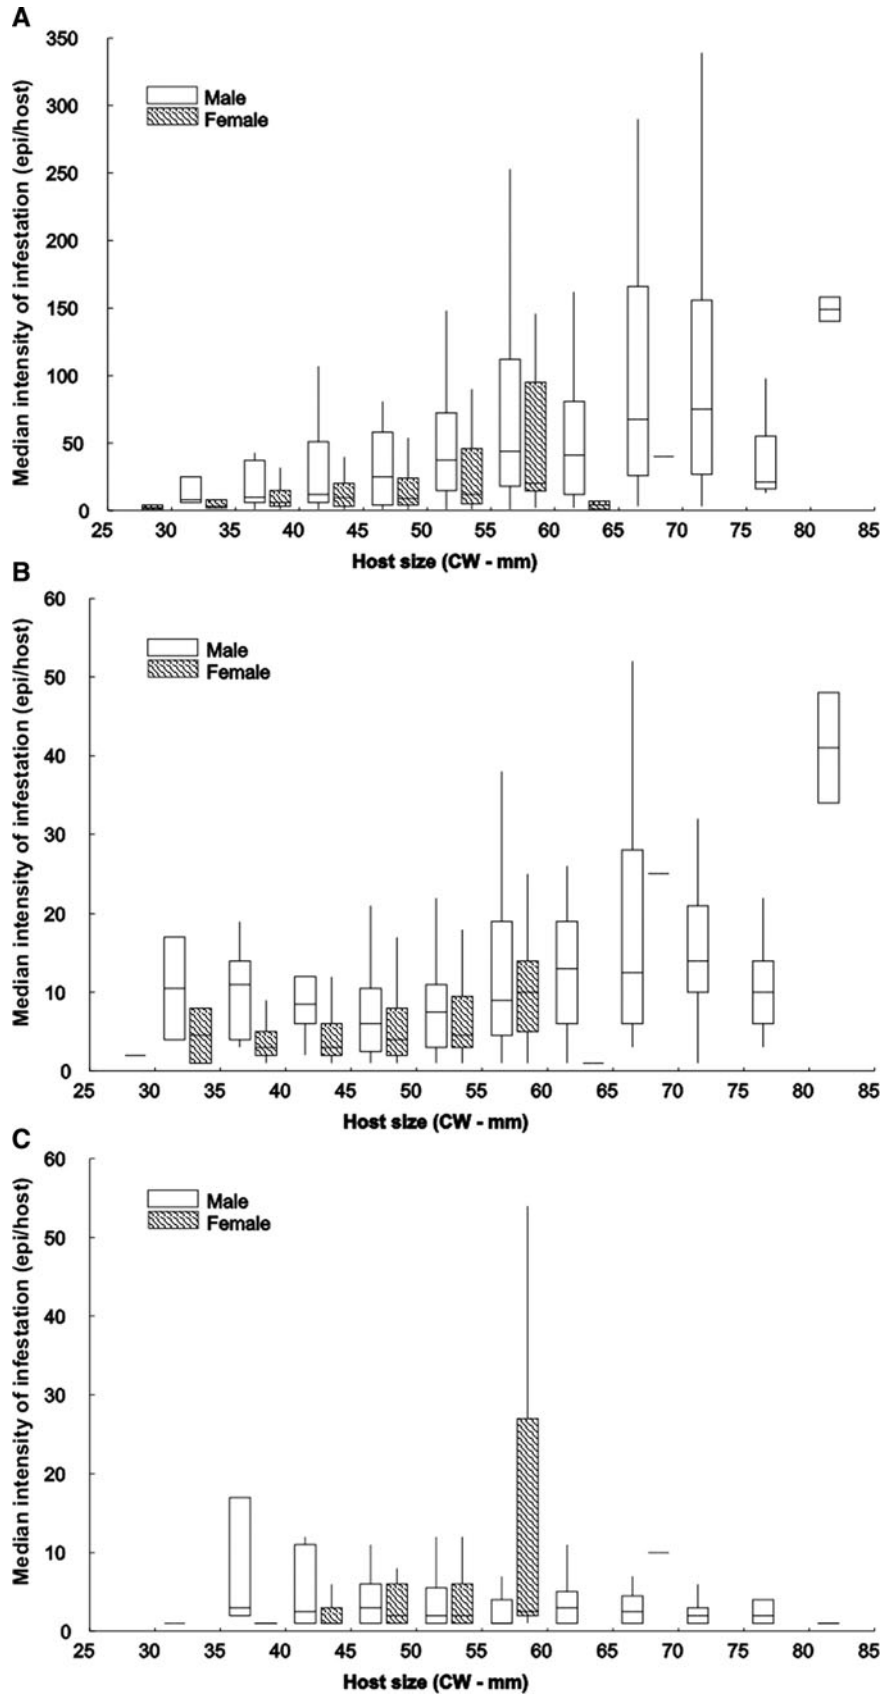 A
Median intensity of infestation (epi/host)
350
300
250
200
150
100
50
0
Male
Female
25 30 35 40 45 50 55 60 65 70 75 80 85
Host size (CW - mm)
B
Median intensity of infestation (epi/host)
60
50
40
30
20
10
0
Male
Female
25 30 35 40 45 50 55 60 65 70 75 80 85
Host size (CW - mm)
C
Median intensity of infestation (epi/host)
60
50
40
30
20
10
0
Male
Female
25 30 35 40 45 50 55 60 65 70 75 80 85
Host size (CW - mm)